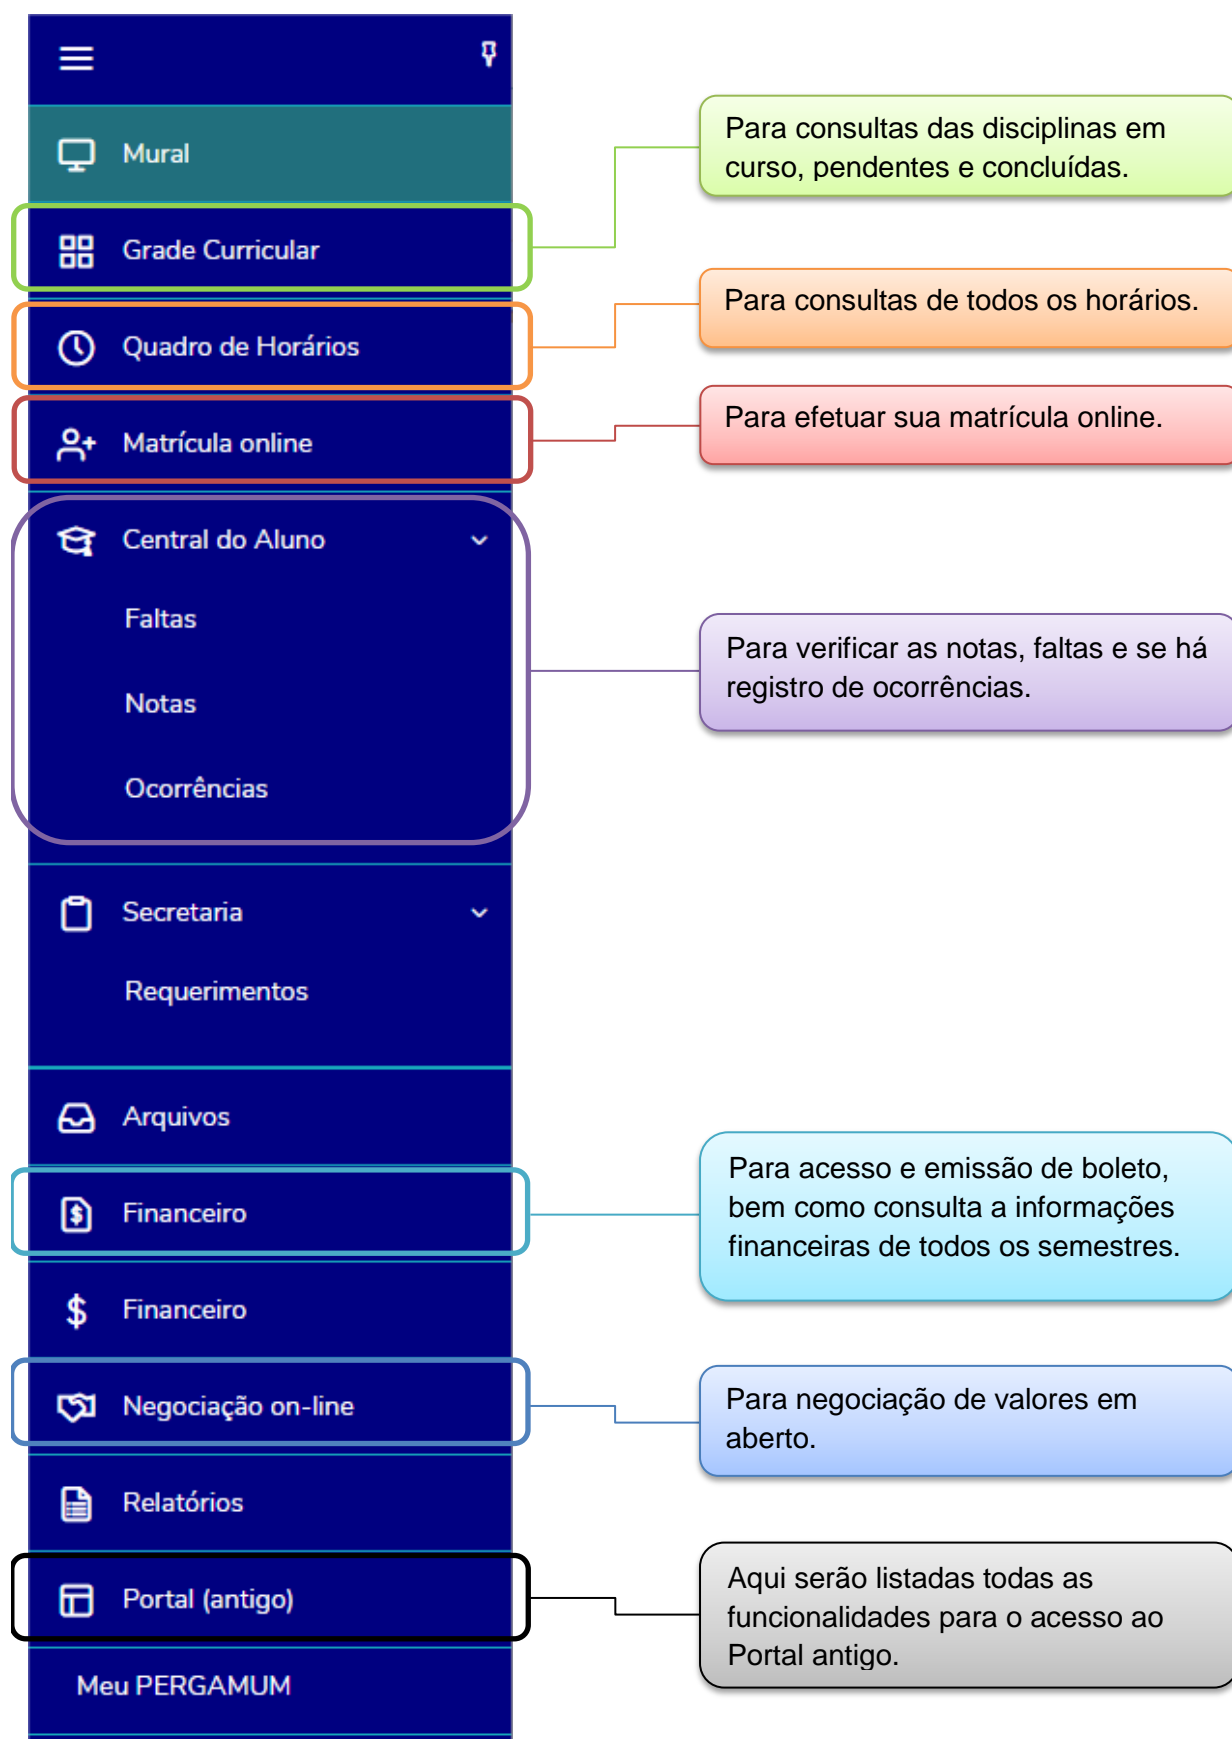 Mural
Para consultas das disciplinas em
curso, pendentes e concluídas.
Grade Curricular
Para consultas de todos os horários.
Quadro de Horários
Para efetuar sua matrícula online.
Matrícula online
Central do Aluno
Faltas
Notas
Ocorrências
Para verificar as notas, faltas e se há
registro de ocorrências.
Secretaria
Requerimentos
Arquivos
Financeiro
Para acesso e emissão de boleto,
bem como consulta a informações
financeiras de todos os semestres.
Financeiro
Negociação on-line
Para negociação de valores em
aberto.
Relatórios
Portal (antigo)
Aqui serão listadas todas as
funcionalidades para o acesso ao
Portal antigo.
Meu PERGAMUM